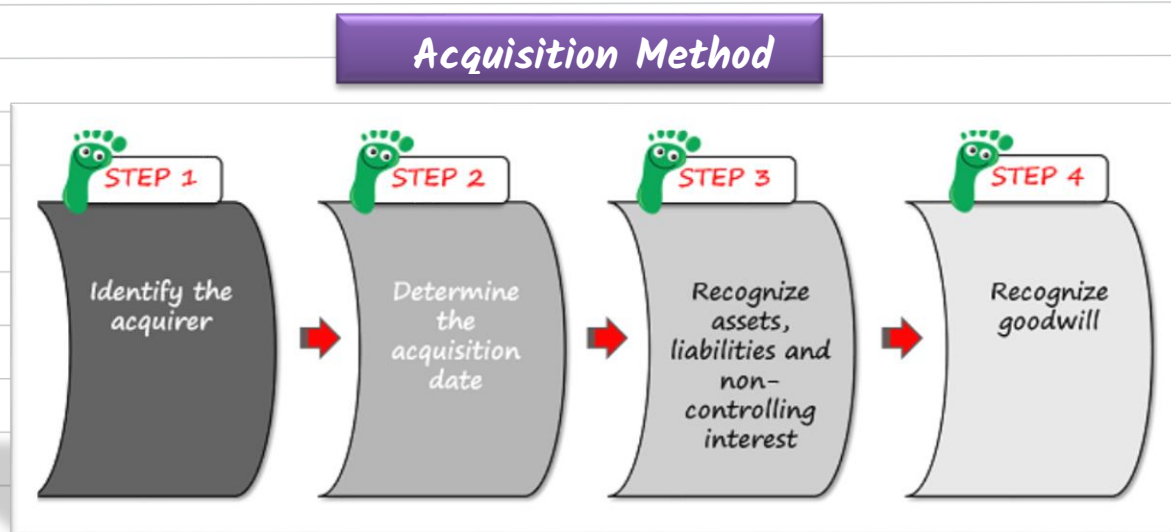 Acquisition Method
STEP 1
Identify the
acquirer
STEP 2
Determine
the
acquisition
date
STEP 3
Recognize
assets,
liabilities and
non-
controlling
interest
STEP 4
Recognize
goodwill